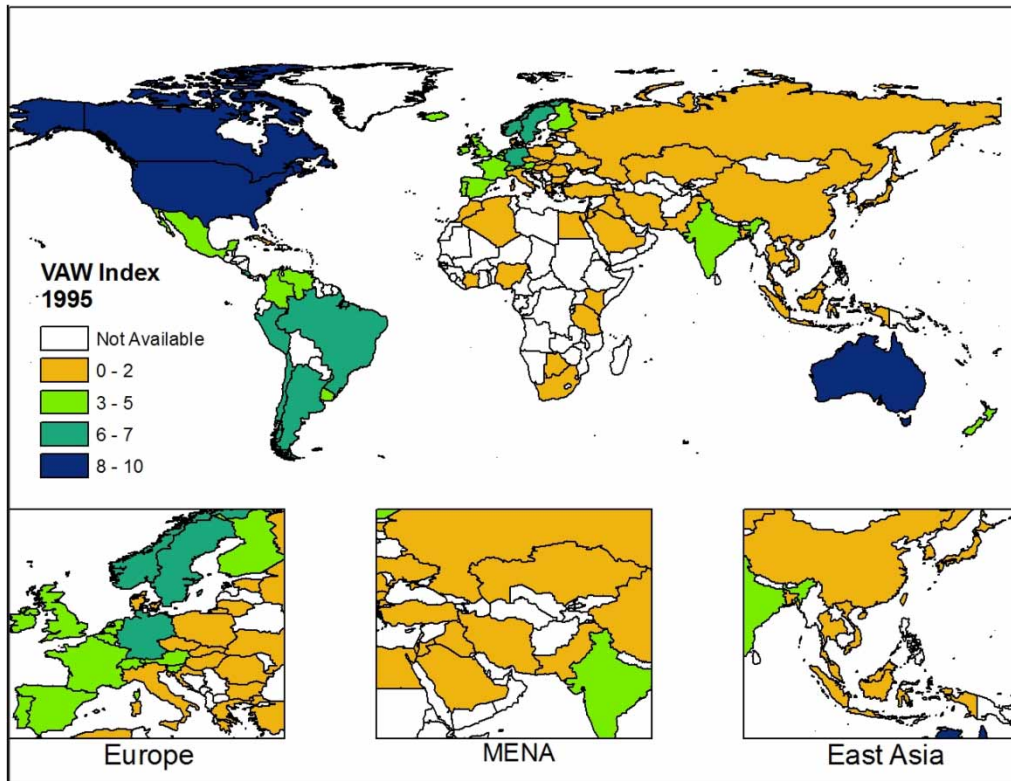 VAW Index
1995
Not Available
0 - 2
3 - 5
6 - 7
8 - 10
Europe
MENA
East Asia